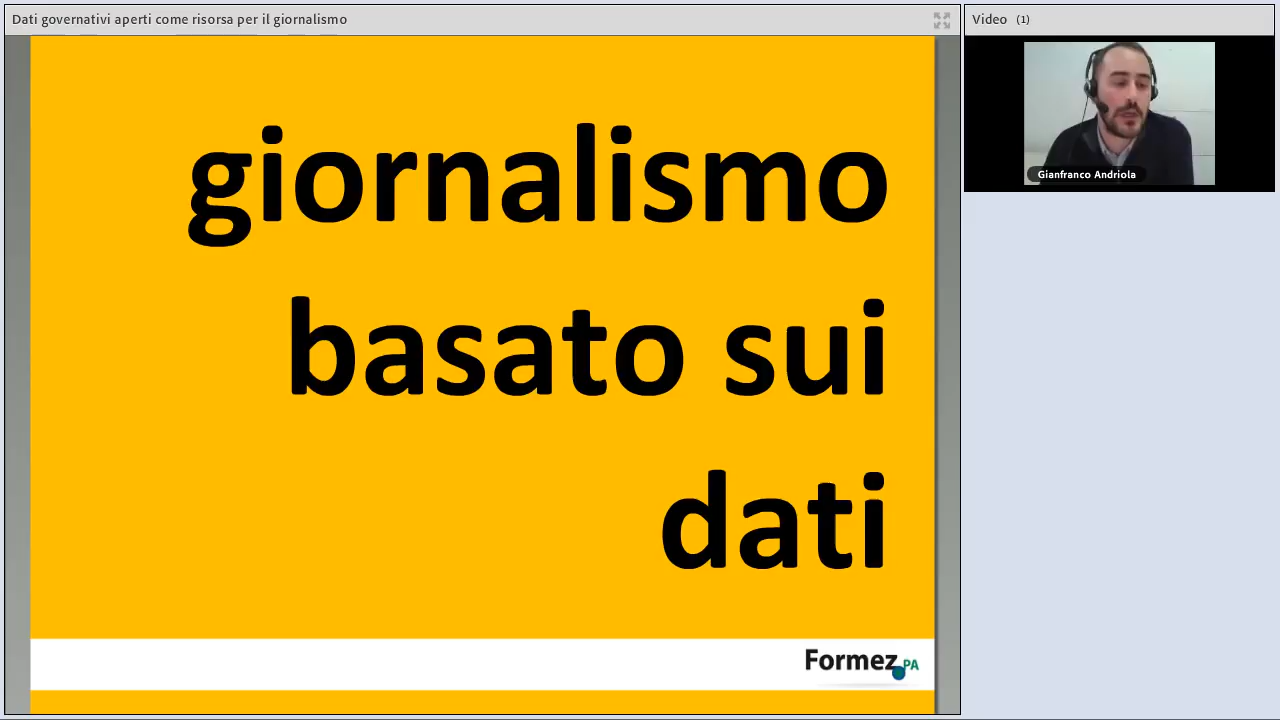 Dati governativi aperti come risorsa per il giornalismo
Video (1)
Gianfranco Andriola
giornalismo
basato sui
dati
Formez PA